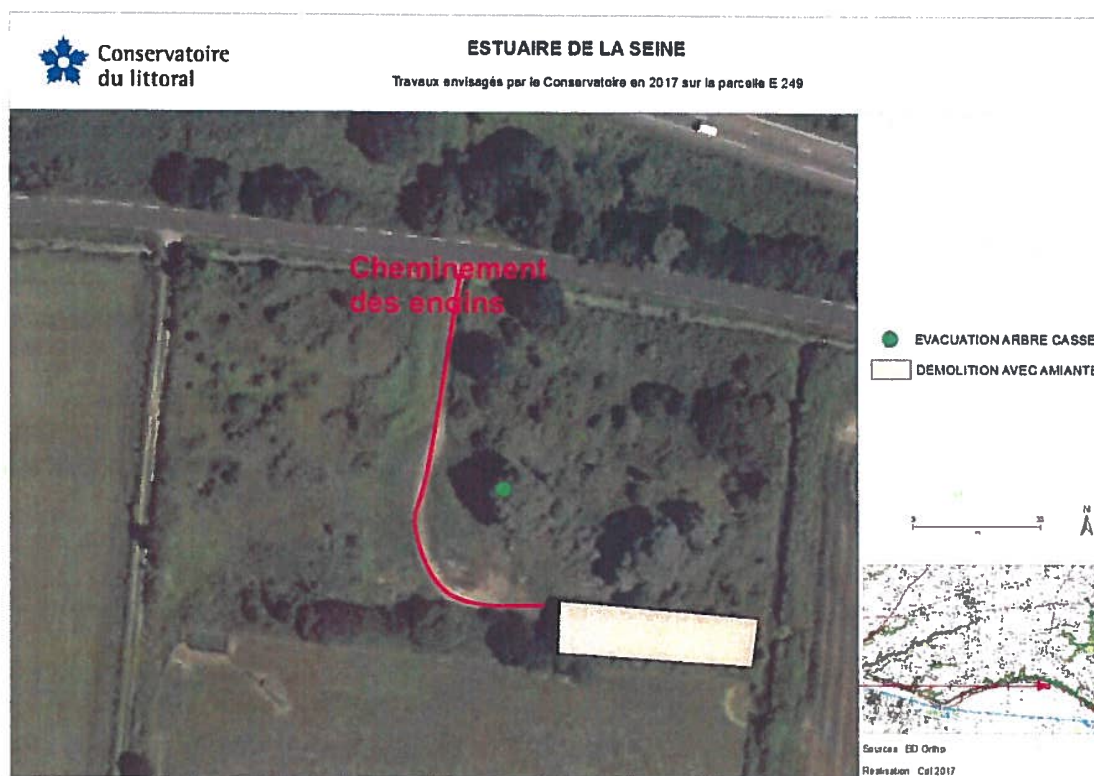 Conservatoire
du littoral
ESTUAIRE DE LA SEINE
Travaux envisagés par le Conservatoire en 2017 sur la parcelle E 249
Cheminement
des engins
EVACUATION ARBRE CASSE
DEMOLITION AVEC AMIANTE
N
Sources BD Ortho
Réalisation Cdl 2017